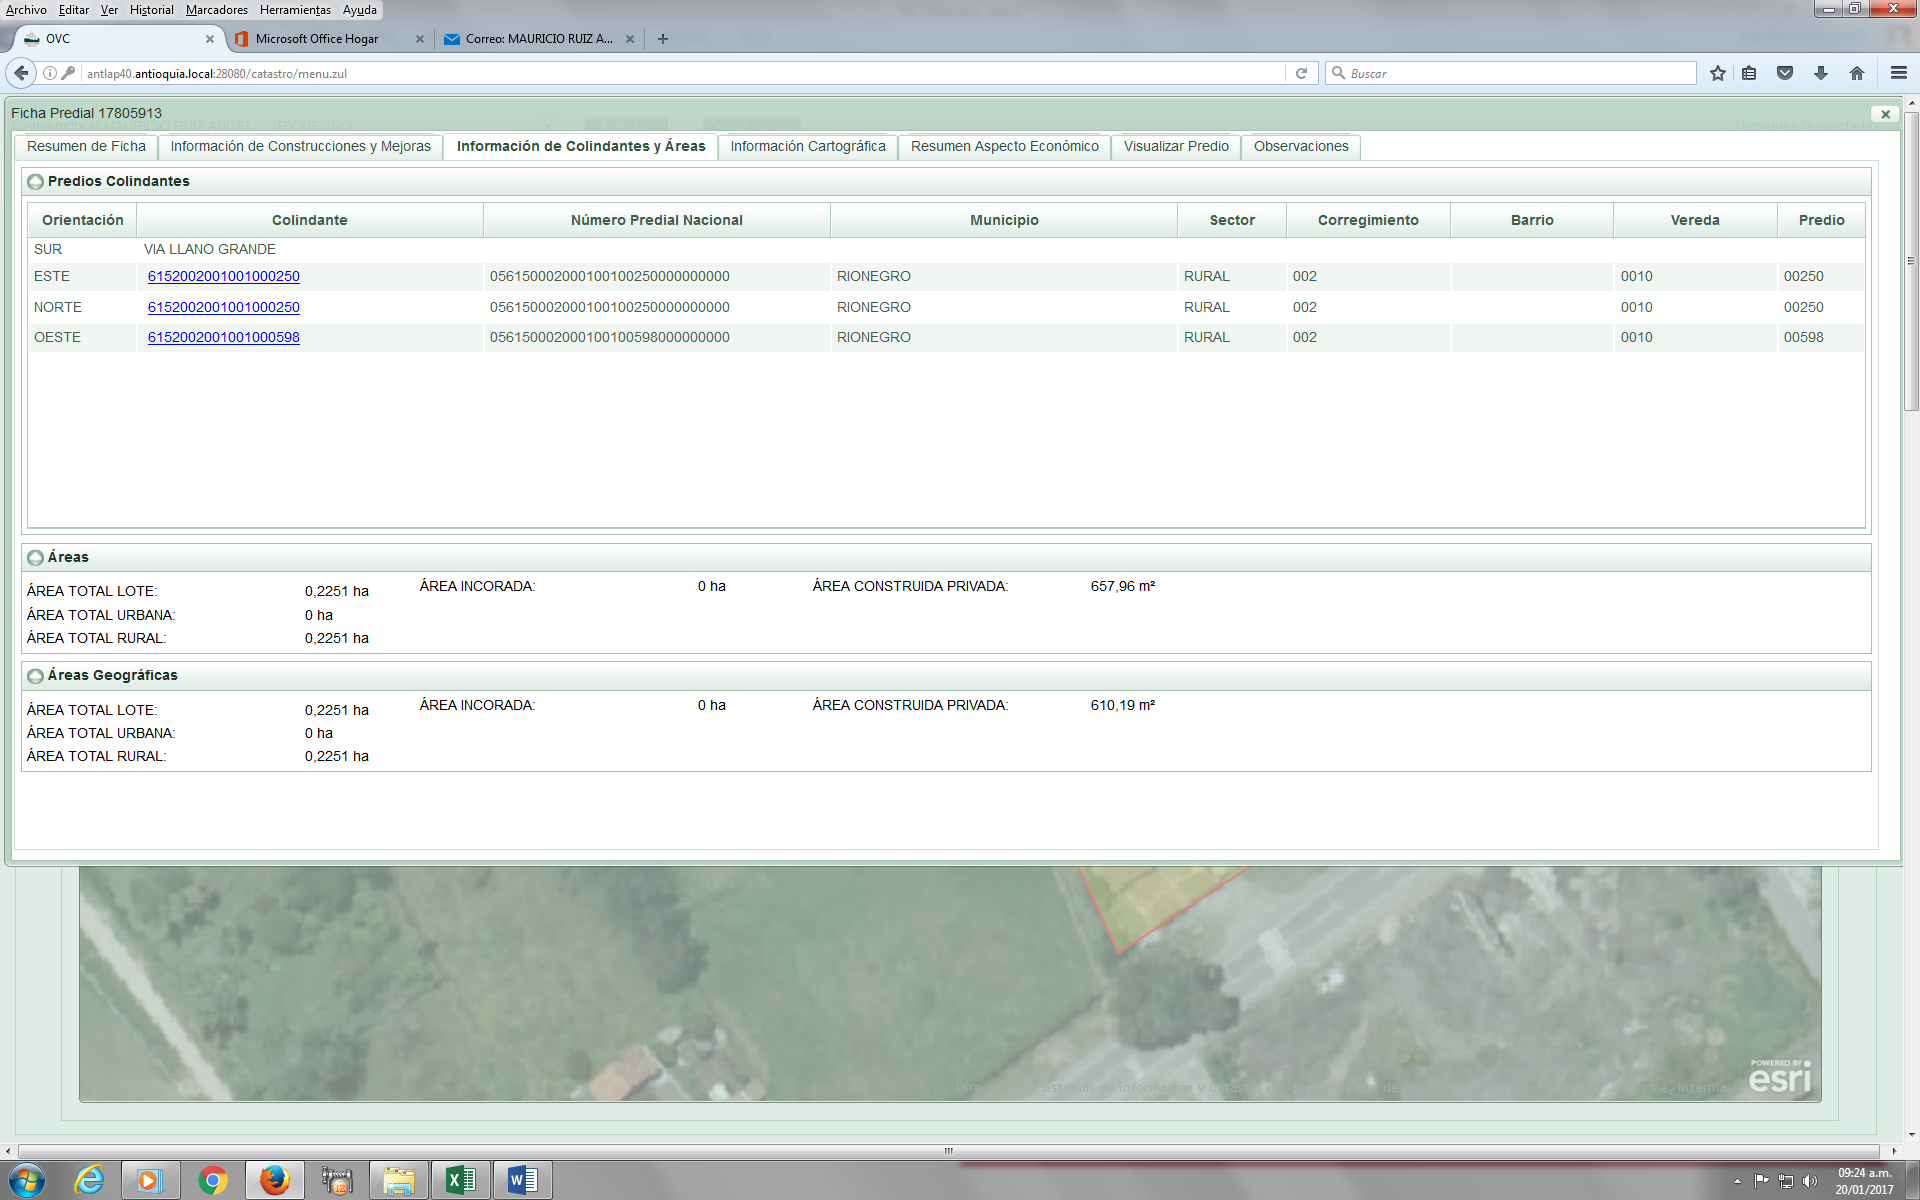 Archivo Editar Ver Historial Marcadores Herramientas Ayuda
OVC
Microsoft Office Hogar
Correo: MAURICIO RUIZ A...
antlap40.antioquia.local:28080/catastro/menu.zul
Buscar
Ficha Predial 17805913
Resumen de Ficha
Información de Construcciones y Mejoras
Información de Colindantes y Áreas
Información Cartográfica
Resumen Aspecto Económico
Visualizar Predio
Observaciones
Predios Colindantes
Orientación Colindante Número Predial Nacional Municipio Sector Corregimiento Barrio Vereda Predio
SUR VIA LLANO GRANDE
ESTE 6152002001001000250 056150002000100100250000000000 RIONEGRO RURAL 002 0010 00250
NORTE 6152002001001000250 056150002000100100250000000000 RIONEGRO RURAL 002 0010 00250
OESTE 6152002001001000598 056150002000100100598000000000 RIONEGRO RURAL 002 0010 00598
Áreas
ÁREA TOTAL LOTE: 0,2251 ha ÁREA INCORADA: 0 ha ÁREA CONSTRUIDA PRIVADA: 657,96 m²
ÁREA TOTAL URBANA: 0 ha
ÁREA TOTAL RURAL: 0,2251 ha
Áreas Geográficas
ÁREA TOTAL LOTE: 0,2251 ha ÁREA INCORADA: 0 ha ÁREA CONSTRUIDA PRIVADA: 610,19 m²
ÁREA TOTAL URBANA: 0 ha
ÁREA TOTAL RURAL: 0,2251 ha
POWERED BY
esri
Sistemas de Información y
09:24 a.m.
20/01/2017